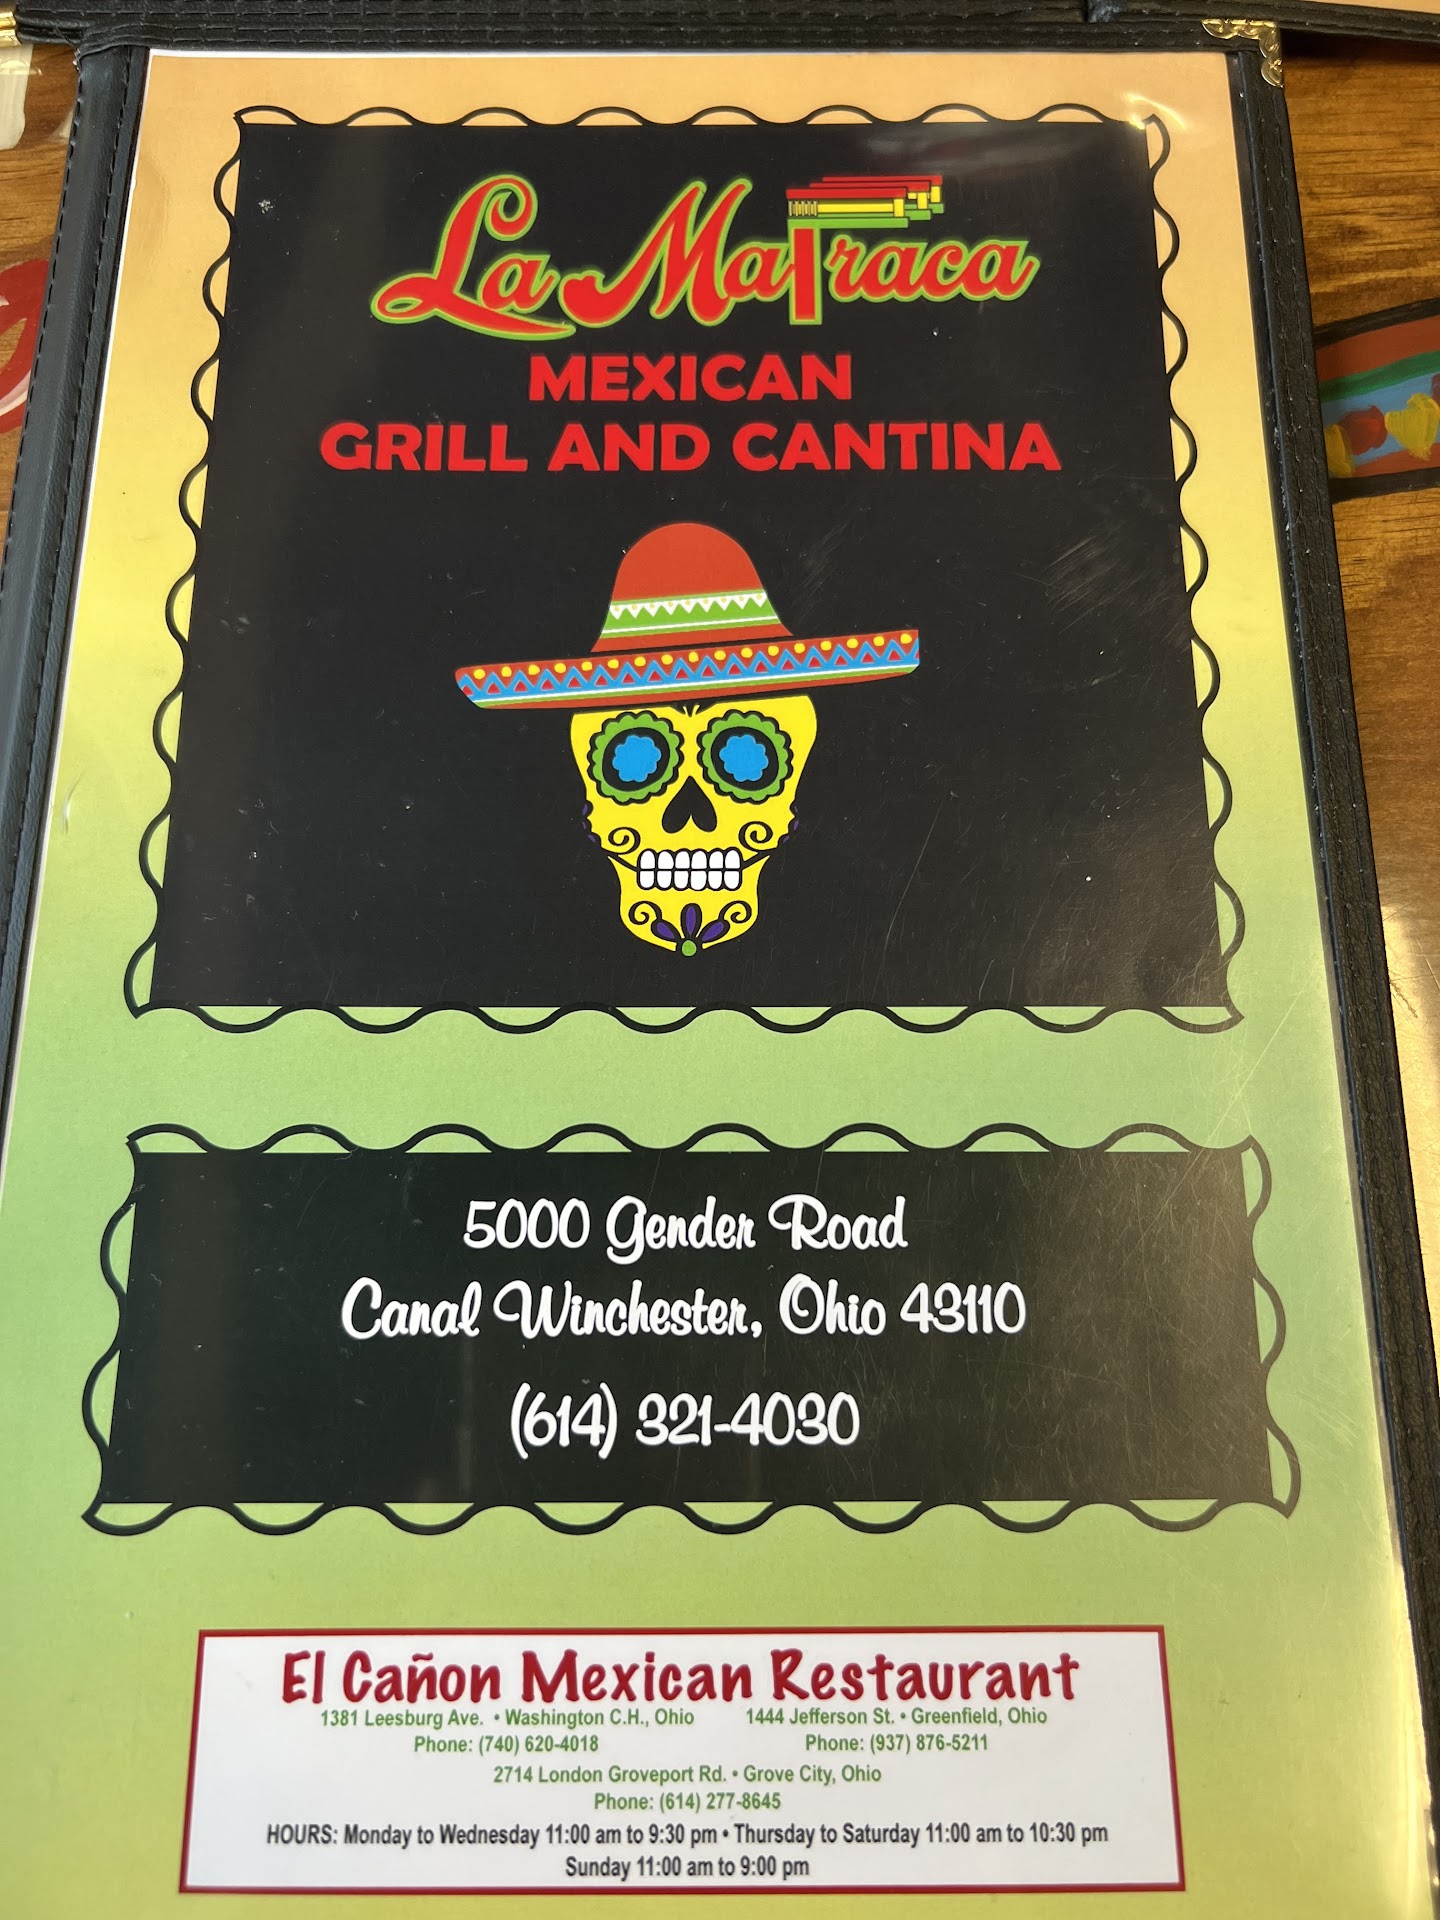 La Matraca
MEXICAN
GRILL AND CANTINA
5000 Gender Road
Canal Winchester, Ohio 43110
(614) 321-4030
El Cañon Mexican Restaurant
1381 Leesburg Ave. • Washington C.H., Ohio
Phone: (740) 620-4018
1444 Jefferson St. • Greenfield, Ohio
Phone: (937) 876-5211
2714 London Groveport Rd. • Grove City, Ohio
Phone: (614) 277-8645
HOURS: Monday to Wednesday 11:00 am to 9:30 pm • Thursday to Saturday 11:00 am to 10:30 pm
Sunday 11:00 am to 9:00 pm